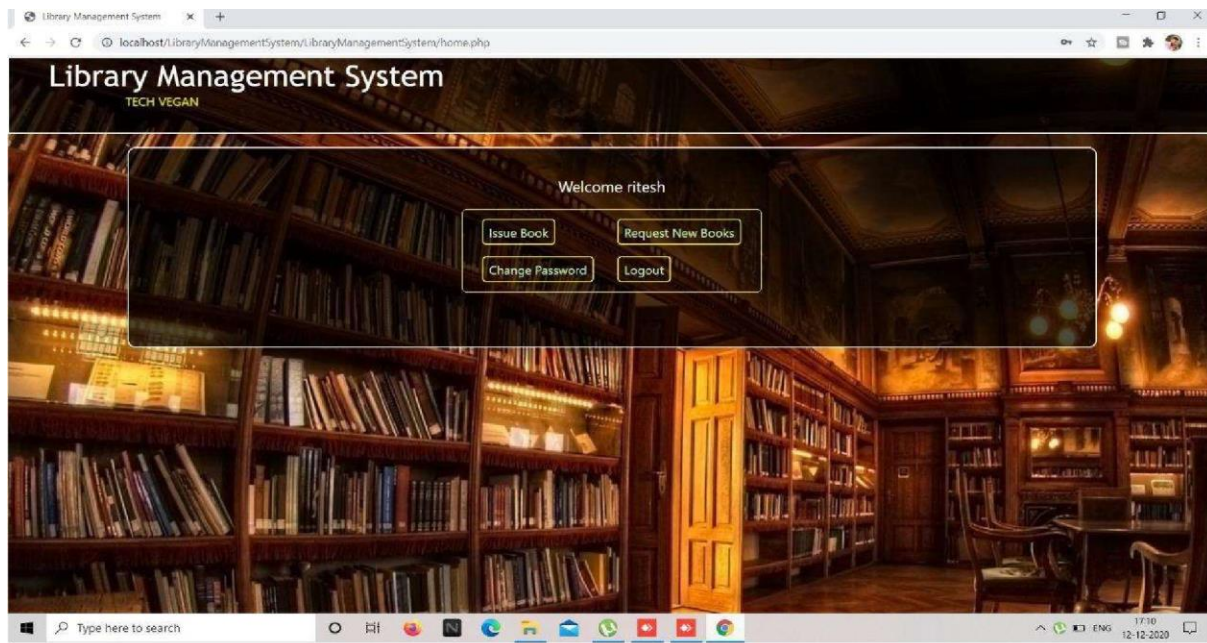 Library Management System
localhost/LibraryManagementSystem/LibraryManagementSystem/home.php
Library Management System
TECH VEGAN
Welcome ritesh
Issue Book Request New Books
Change Password Logout
Type here to search
ENG
17:10
12-12-2020